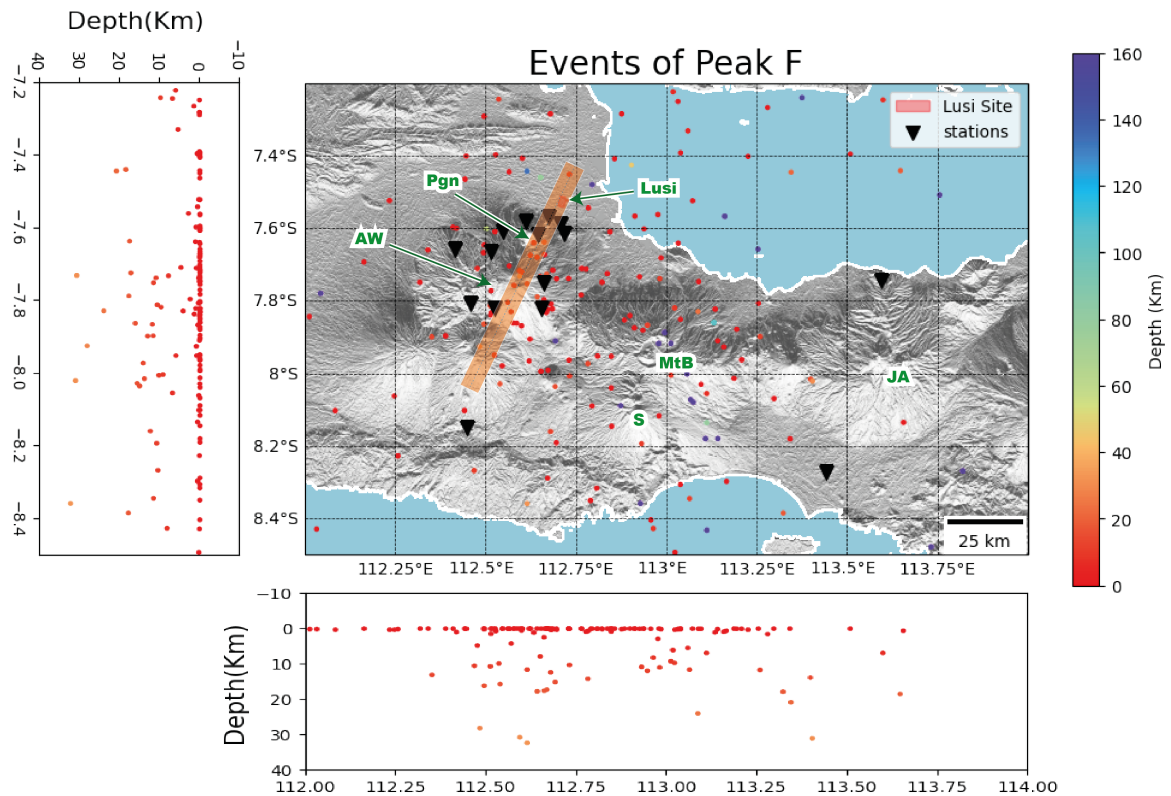 Depth(Km)
40 30 20 10 0 −10
−7.2
−7.4
−7.6
−7.8
−8.0
−8.2
−8.4
Events of Peak F
Lusi Site
stations
7.4°S
7.6°S
7.8°S
8°S
8.2°S
8.4°S
Pgn
Lusi
AW
MtB
JA
S
25 km
112.25°E 112.5°E 112.75°E 113°E 113.25°E 113.5°E 113.75°E
160
140
120
100
80
60
40
20
0
Depth (Km)
Depth(Km)
−10
0
10
20
30
40
112.00 112.25 112.50 112.75 113.00 113.25 113.50 113.75 114.00